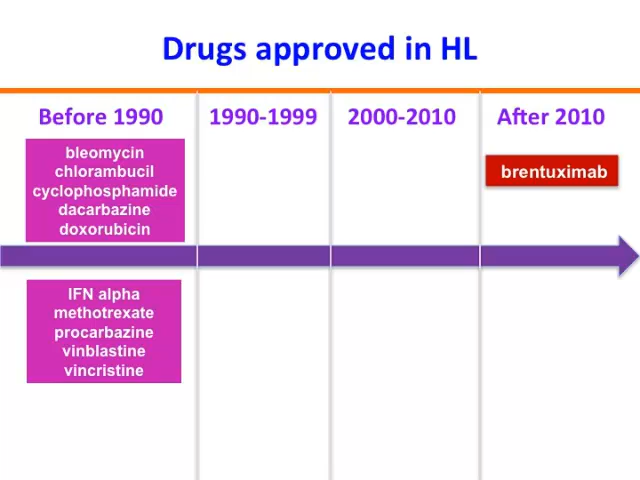 Drugs approved in HL
Before 1990
1990-1999
2000-2010
After 2010
bleomycin
chlorambucil
cyclophosphamide
dacarbazine
doxorubicin
brentuximab
IFN alpha
methotrexate
procarbazine
vinblastine
vincristine